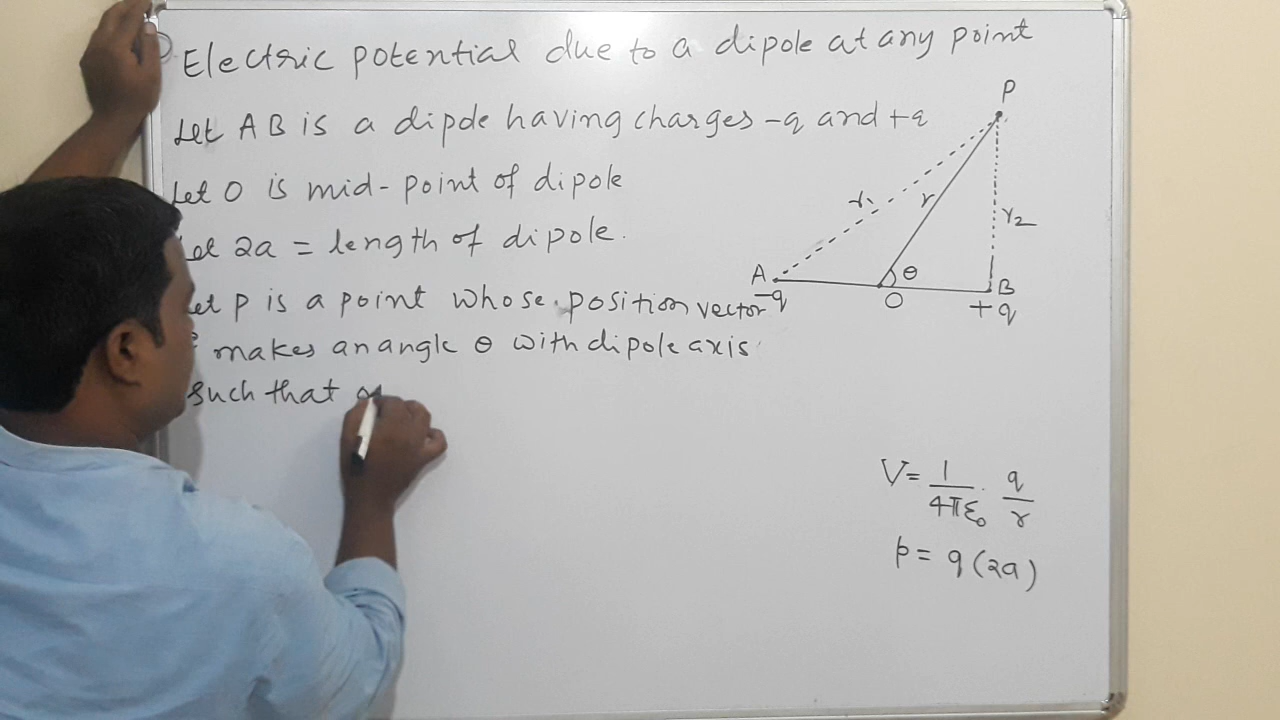 Electric potential due to a dipole at any point
Let AB is a dipole having charges -q and +q
Let O is mid-point of dipole
Let 2a = length of dipole.
Let P is a point whose position vector
makes an angle θ with dipole axis
such that
P
r₁
r
r₂
A
θ
B
-q
O
+q
V = 1/4πε₀ · q/r
p = q(2a)